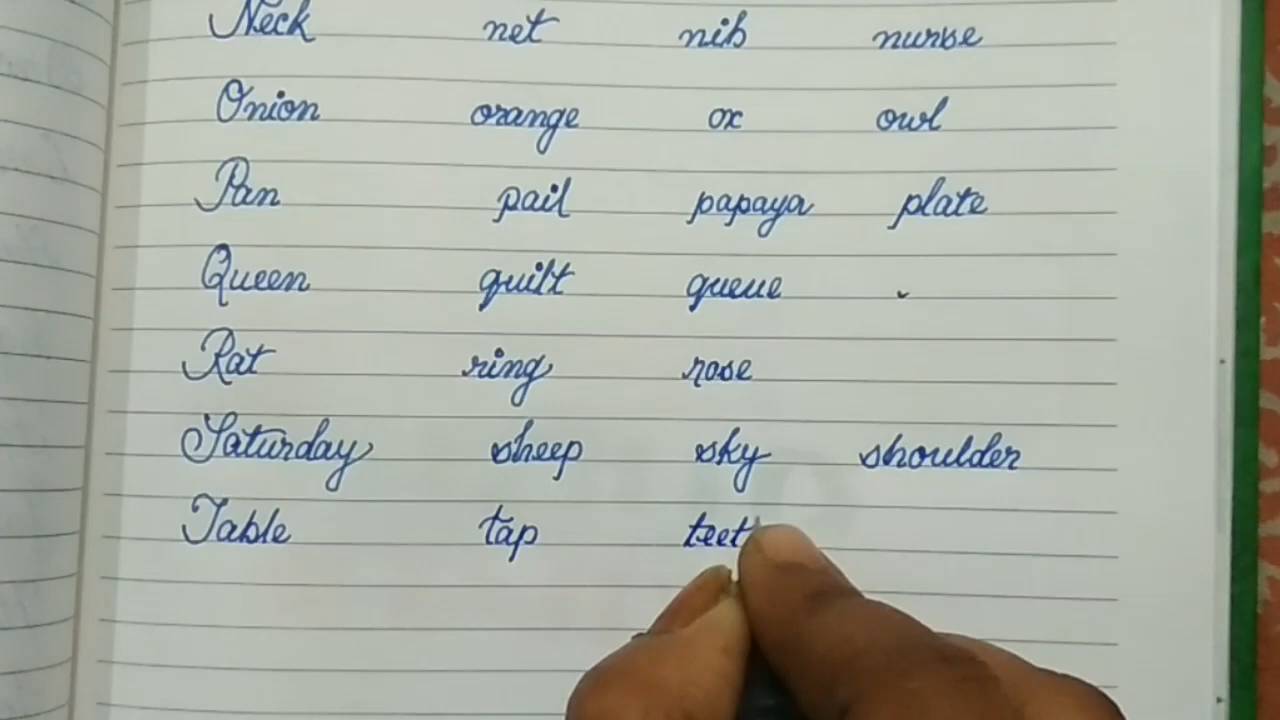 Neck net nib nurse
Onion orange ox owl
Pan pail papaya plate
Queen quilt queue
Rat ring rose
Saturday sheep sky shoulder
Table tap teet